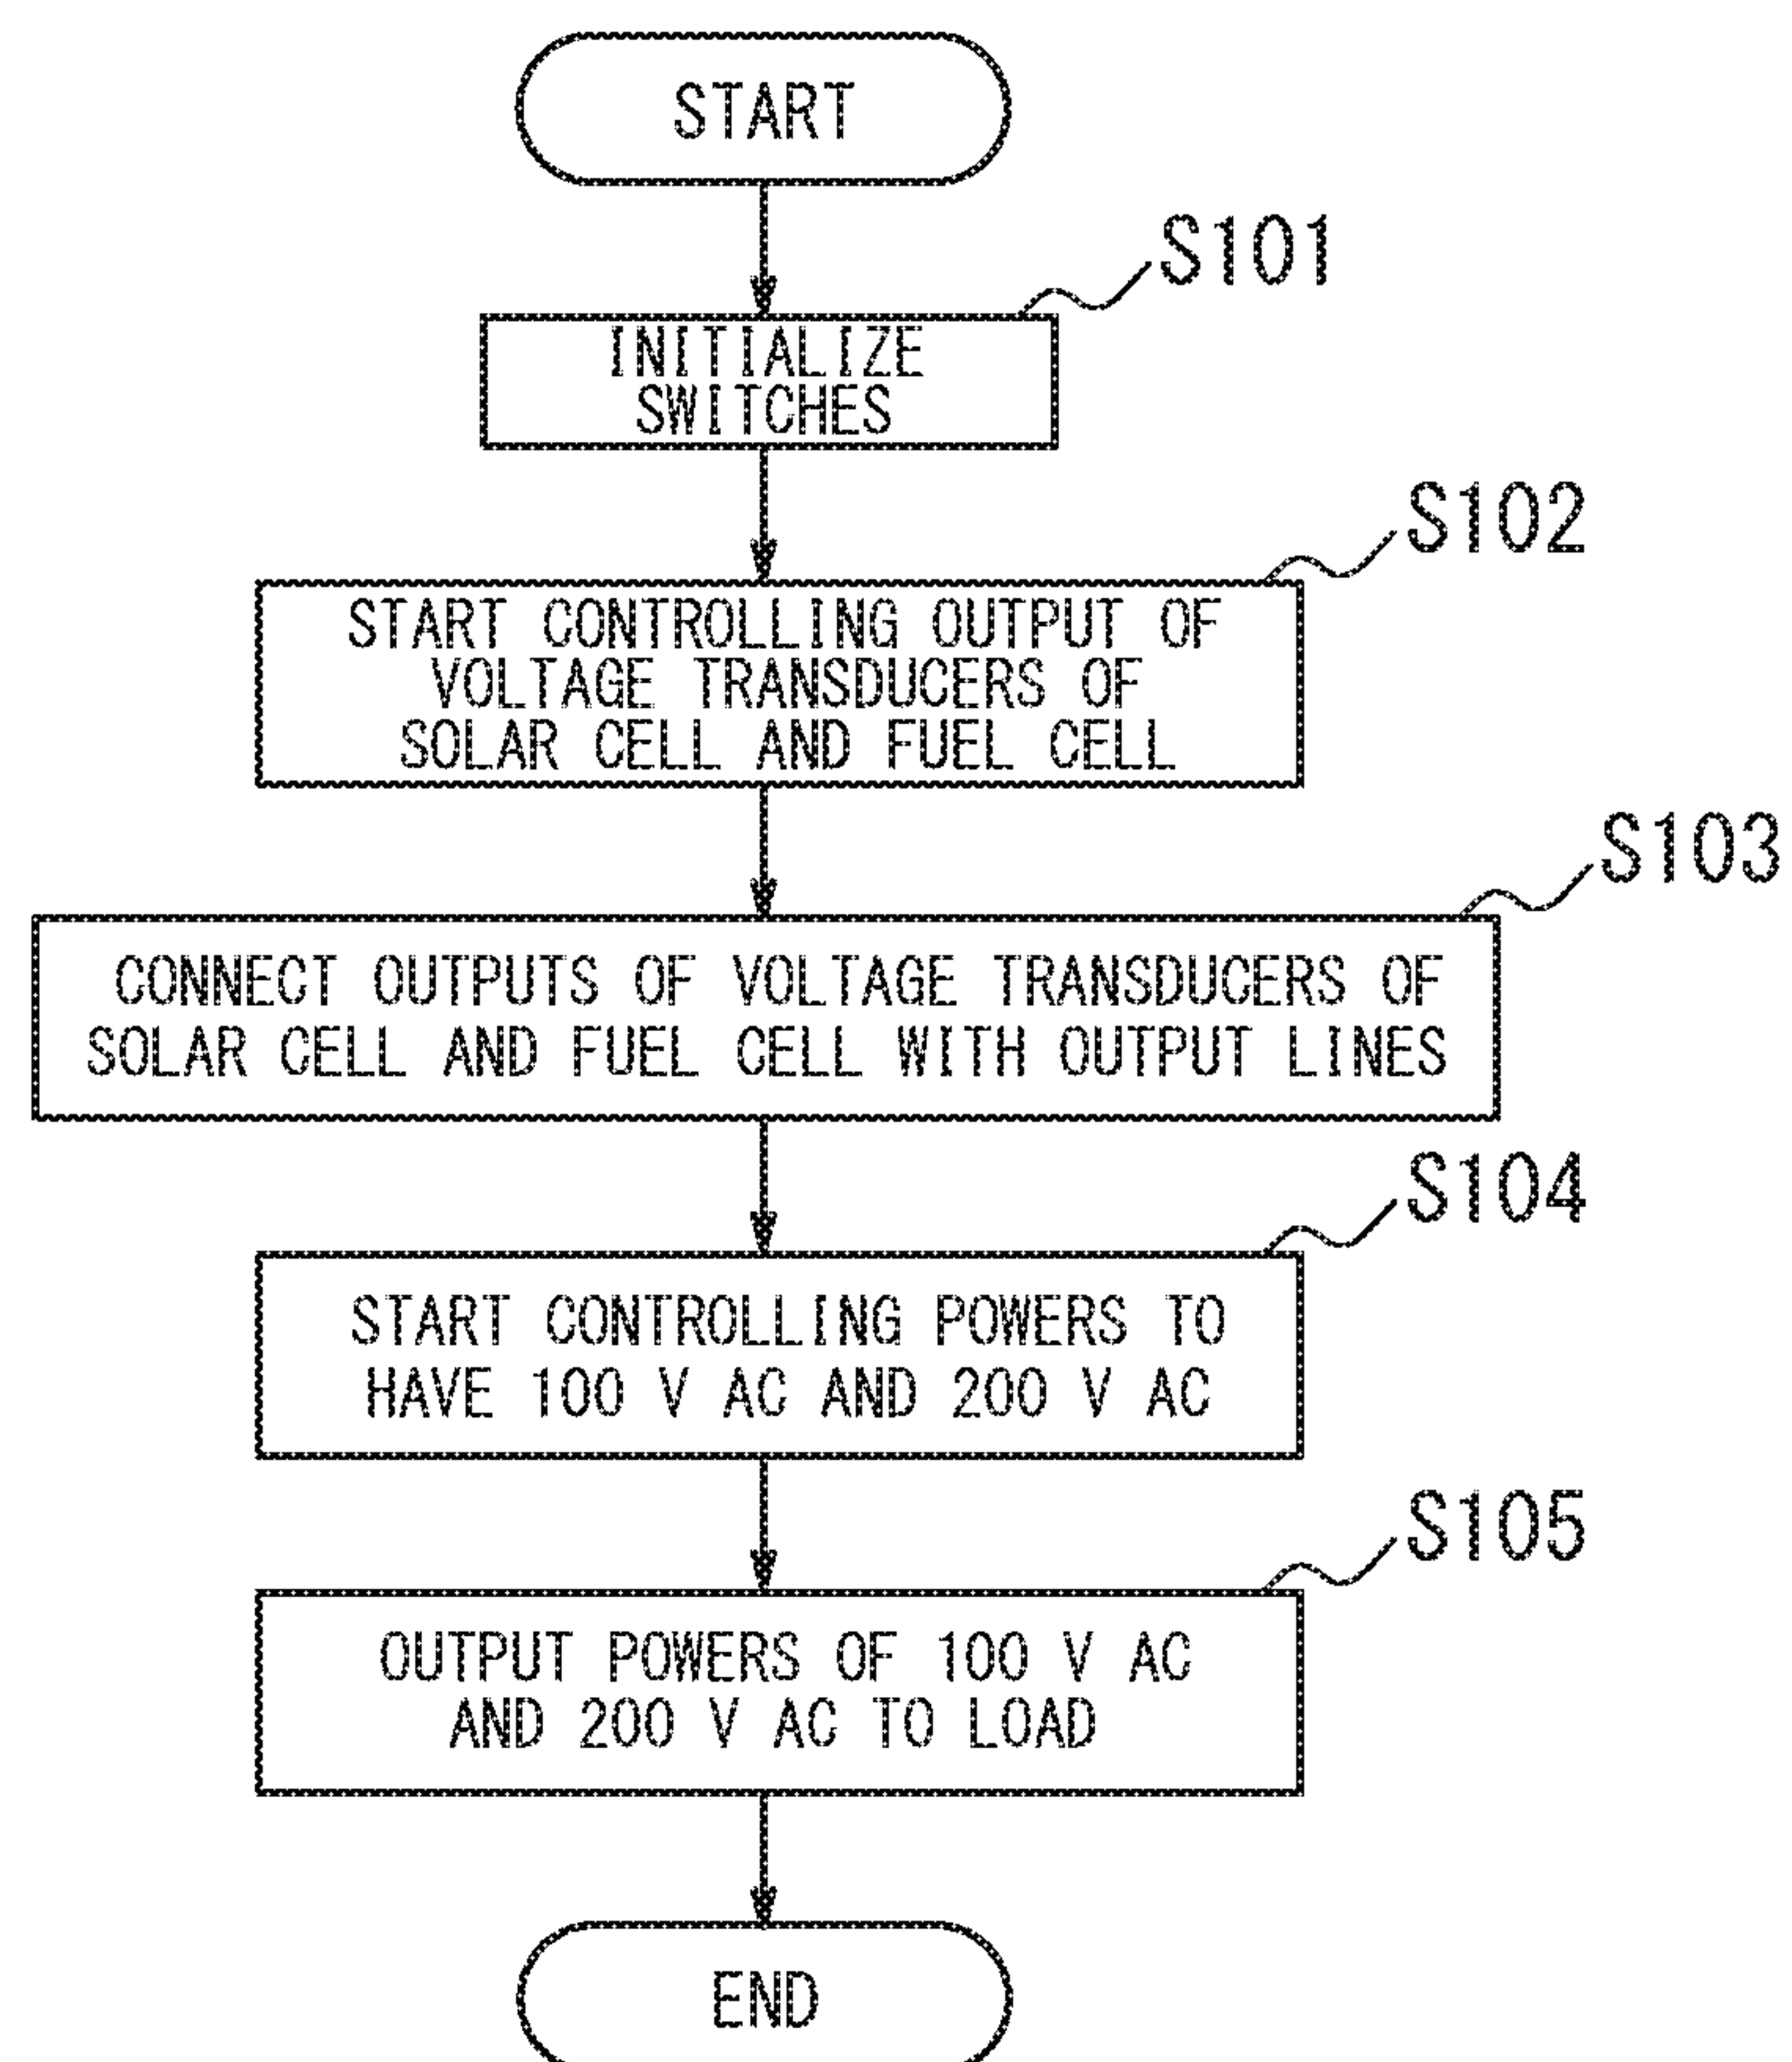 START
S101
INITIALIZE
SWITCHES
S102
START CONTROLLING OUTPUT OF
VOLTAGE TRANSDUCERS OF
SOLAR CELL AND FUEL CELL
S103
CONNECT OUTPUTS OF VOLTAGE TRANSDUCERS OF
SOLAR CELL AND FUEL CELL WITH OUTPUT LINES
S104
START CONTROLLING POWERS TO
HAVE 100 V AC AND 200 V AC
S105
OUTPUT POWERS OF 100 V AC
AND 200 V AC TO LOAD
END